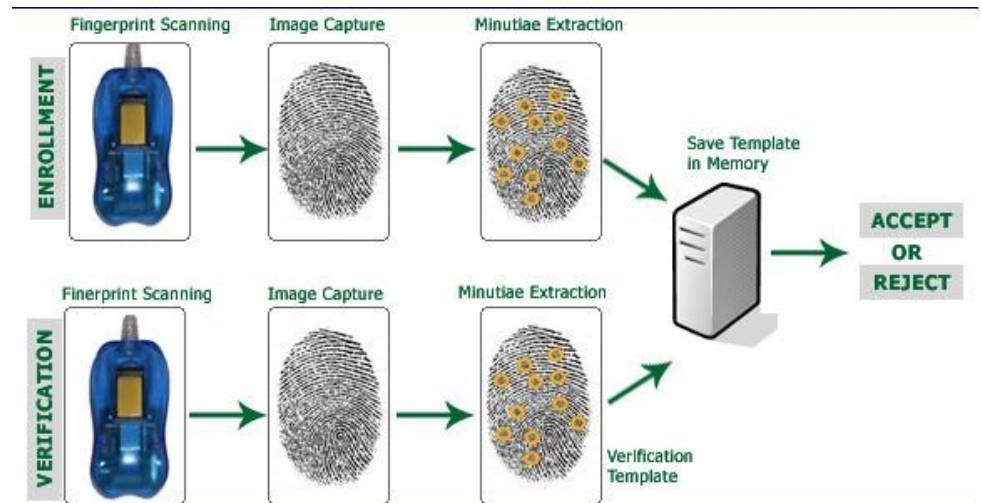 Fingerprint Scanning
Image Capture
Minutiae Extraction
ENROLLMENT
Save Template
in Memory
ACCEPT
OR
REJECT
Finerprint Scanning
Image Capture
Minutiae Extraction
VERIFICATION
Verification
Template